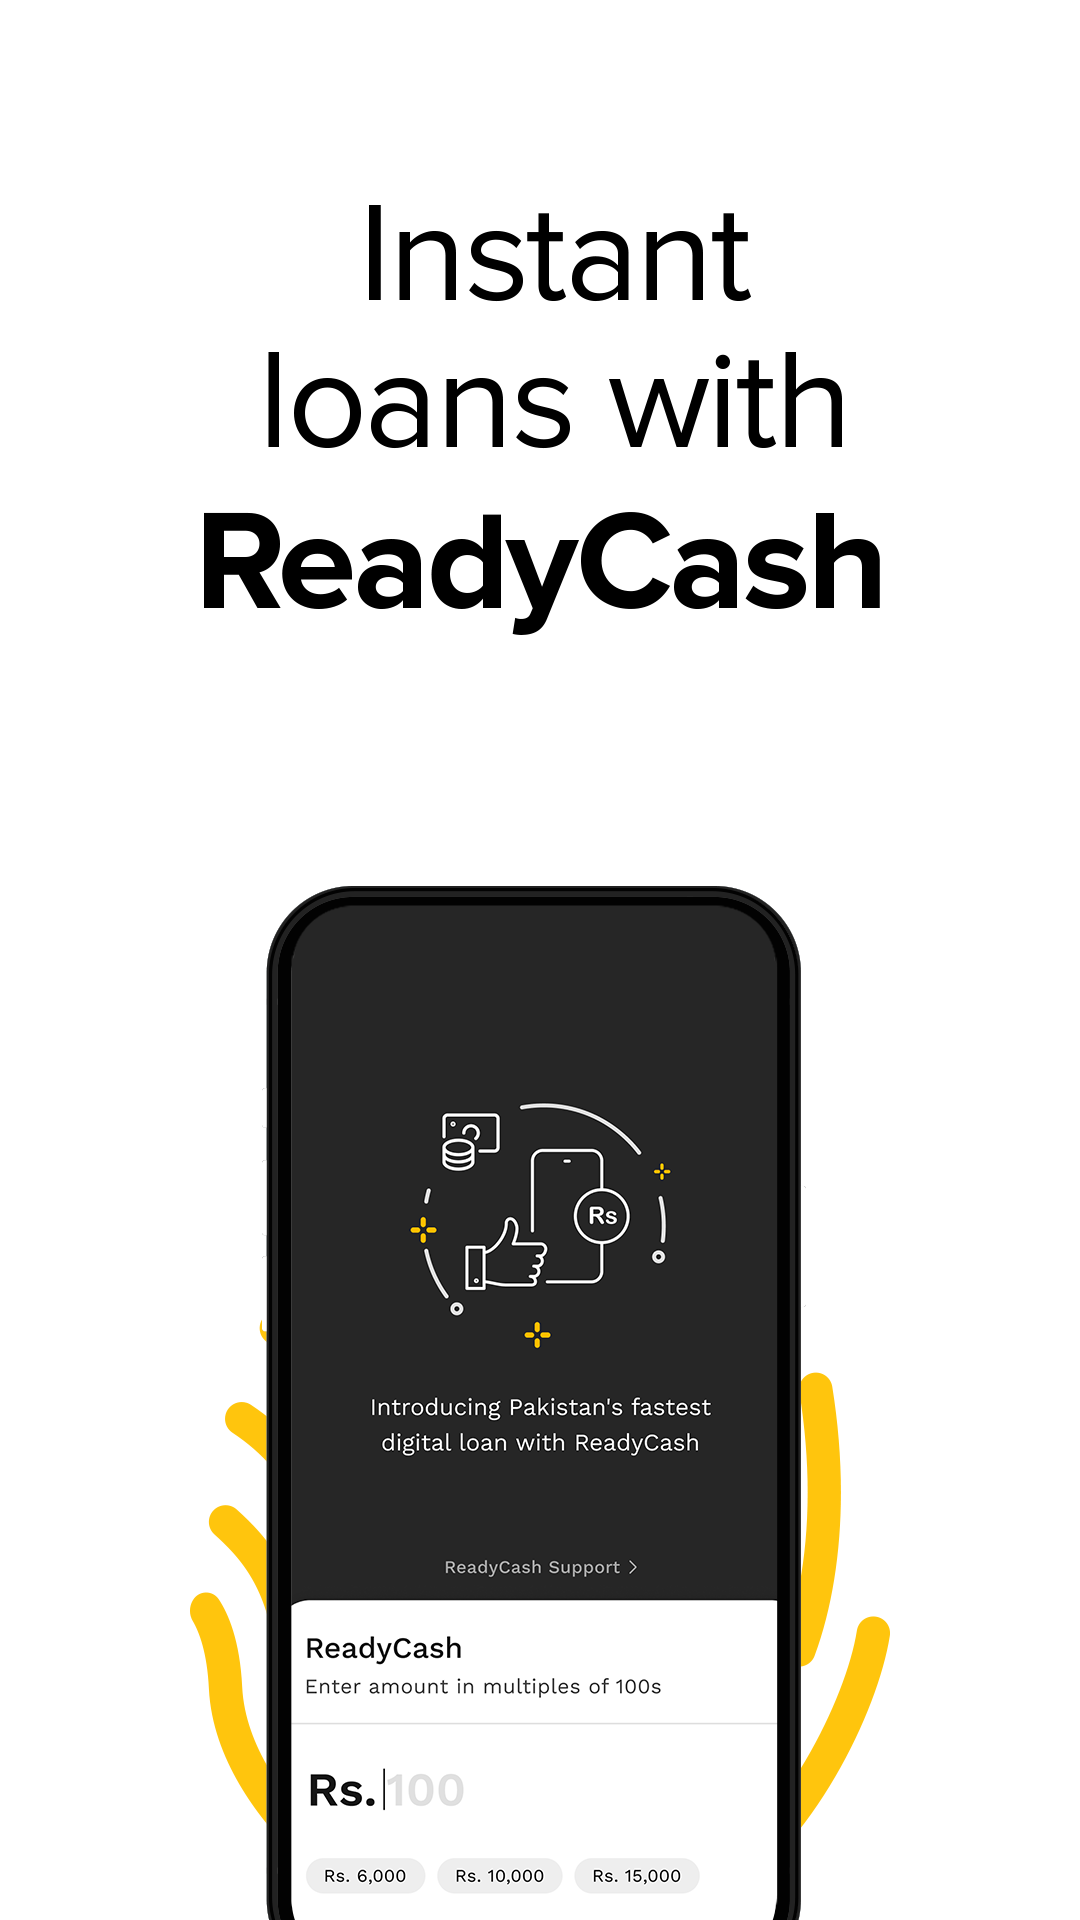 Instant
loans with
ReadyCash
Rs
Introducing Pakistan's fastest
digital loan with ReadyCash
ReadyCash Support >
ReadyCash
Enter amount in multiples of 100s
Rs. 100
Rs. 6,000 Rs. 10,000 Rs. 15,000